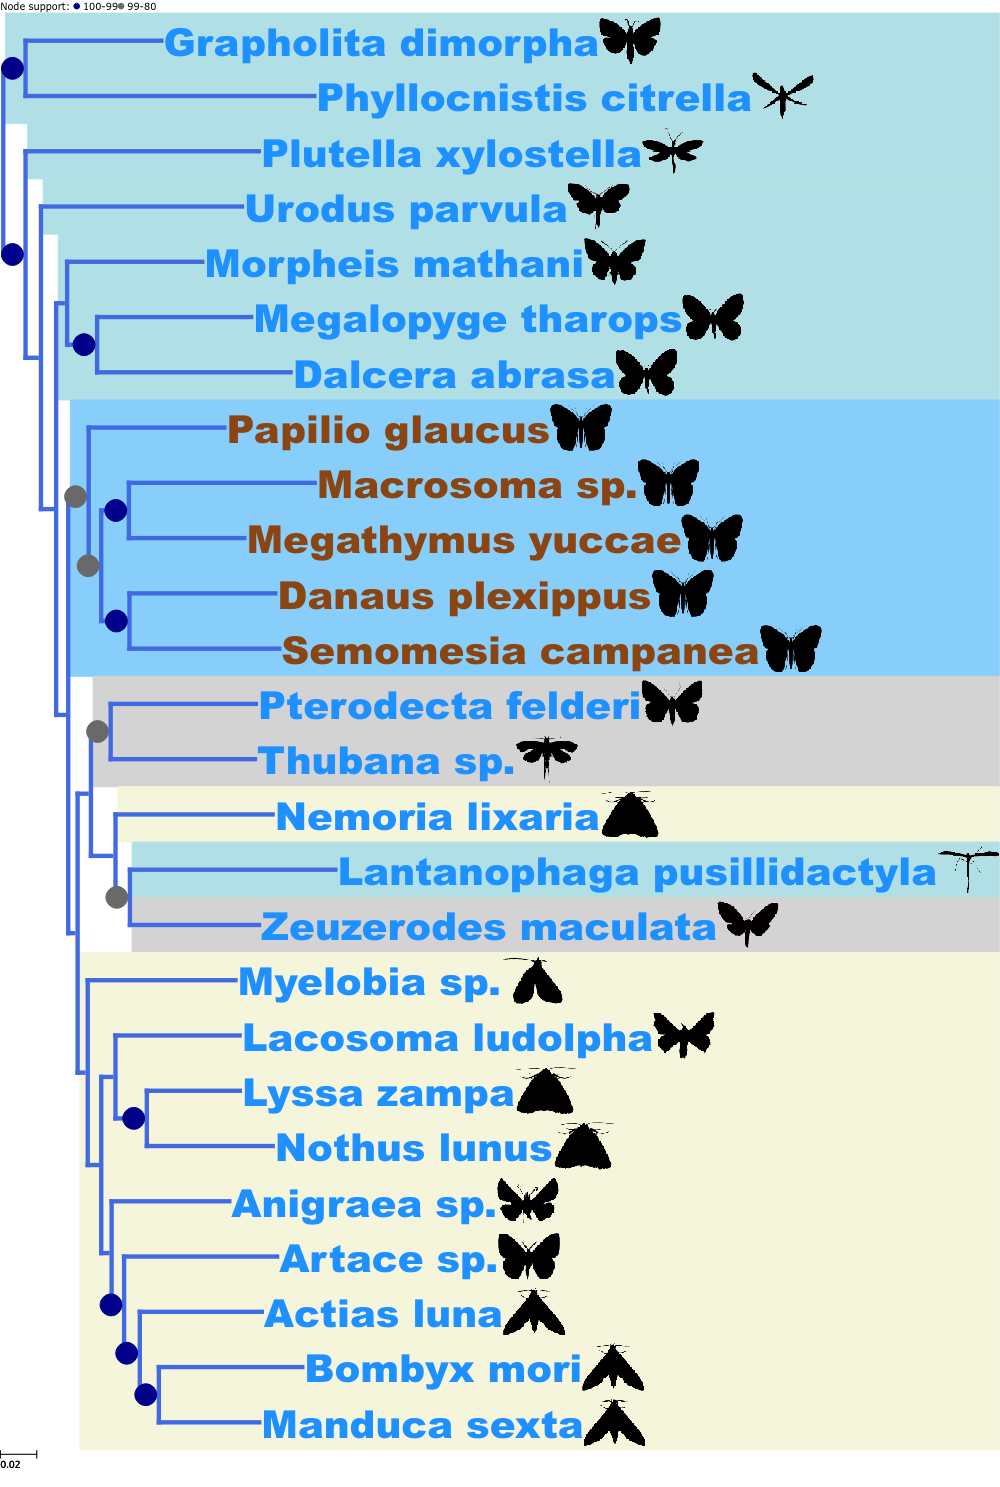 Node support: 100-99 99-80
Grapholita dimorpha
Phyllocnistis citrella
Plutella xylostella
Urodus parvula
Morpheis mathani
Megalopyge tharops
Dalcera abrasa
Papilio glaucus
Macrosoma sp.
Megathymus yuccae
Danaus plexippus
Semomesia campanea
Pterodecta felderi
Thubana sp.
Nemoria lixaria
Lantanophaga pusillidactyla
Zeuzerodes maculata
Myelobia sp.
Lacosoma ludolpha
Lyssa zampa
Nothus lunus
Anigraea sp.
Artace sp.
Actias luna
Bombyx mori
Manduca sexta
0.02